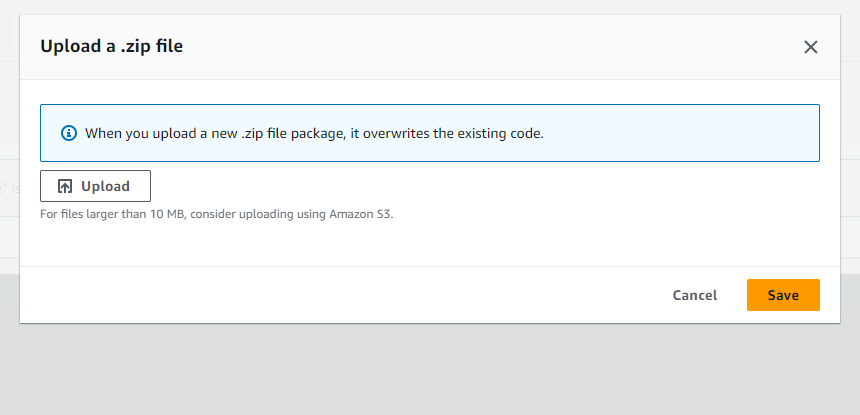 Upload a .zip file
When you upload a new .zip file package, it overwrites the existing code.
Upload
For files larger than 10 MB, consider uploading using Amazon S3.
Cancel Save